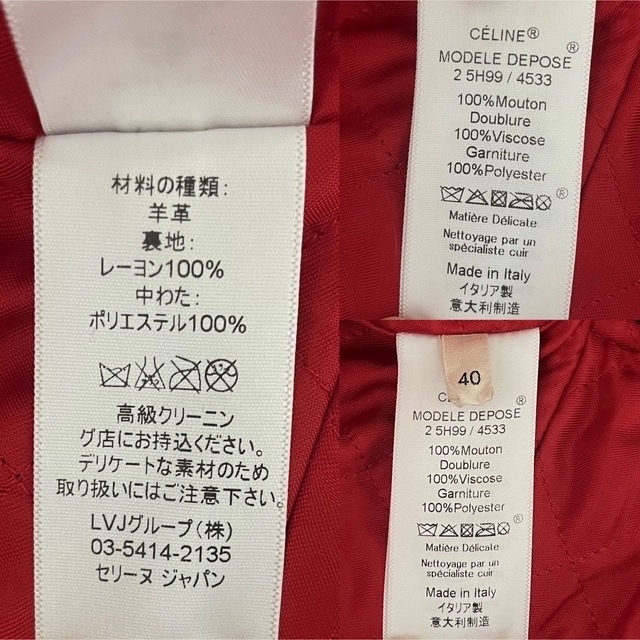 材料の種類:
羊革
裏地:
レーヨン100%
中わた:
ポリエステル100%
高級クリーニン
グ店にお持込ください。
デリケートな素材のため
取り扱いにはご注意下さい。
LVJグループ(株)
03-5414-2135
セリーヌ ジャパン
CÉLINE®
MODELE DEPOSE®
2 5H99 / 4533
100%Mouton
Doublure
100%Viscose
Garniture
100%Polyester
®
Matière Délicate
Nettoyage par un
spécialiste cuir
Made in Italy
イタリア製
意大利制造
40
®
MODELE DEPOSE®
2 5H99 / 4533
100%Mouton
Doublure
100%Viscose
Garniture
100%Polyester
®
Matière Délicate
Nettoyage par un
spécialiste cuir
Made in Italy
イタリア製
意大利制造